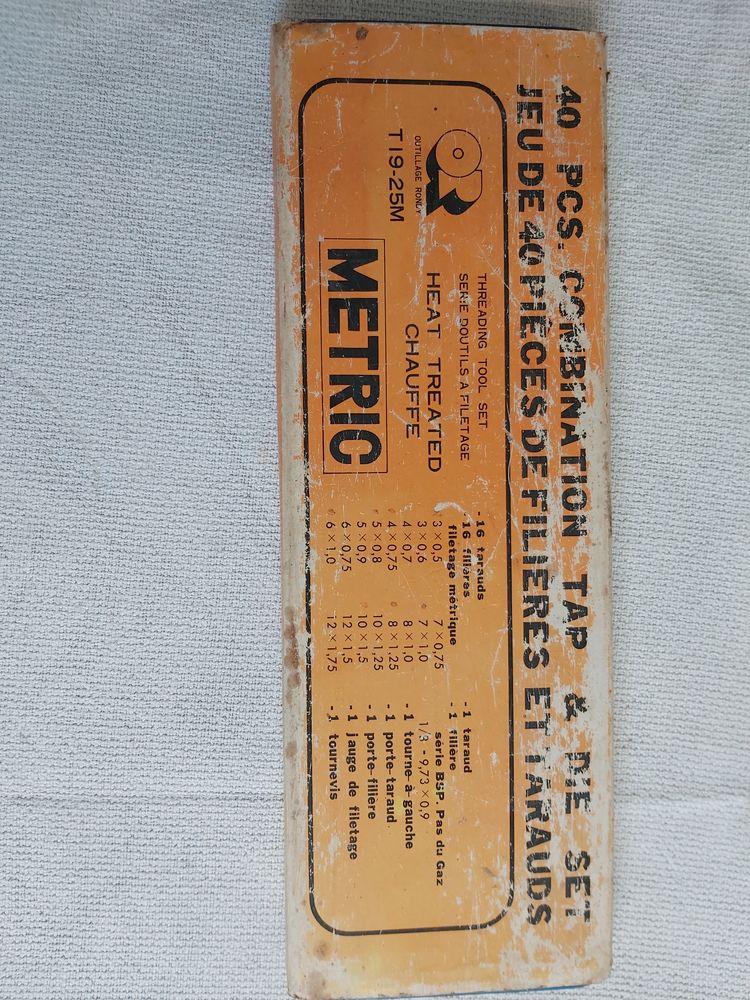 40 PCS. COMBINATION TAP & DIE SET
JEU DE 40 PIÈCES DE FILIERES ET TARAUDS
OR
OUTILLAGE RONLY
T19-25M
THREADING TOOL SET
SERIE DOUTILS A FILETAGE
HEAT TREATED
CHAUFFE
METRIC
-16 tarauds
-16 filières
filetage métrique
3×0,5
3×0,6
4×0,7
4×0,75
5×0,8
5×0,9
6×0,75
6×1,0
7×0,75
7×1,0
8×1,0
8×1,25
10×1,25
10×1,5
12×1,5
12×1,75
-1 taraud
-1 filière
série BSP. Pas du Gaz
1/3 - 9,73×0,9
-1 tourne-à-gauche
-1 porte-taraud
-1 porte-filière
-1 jauge de filetage
-1 tournevis